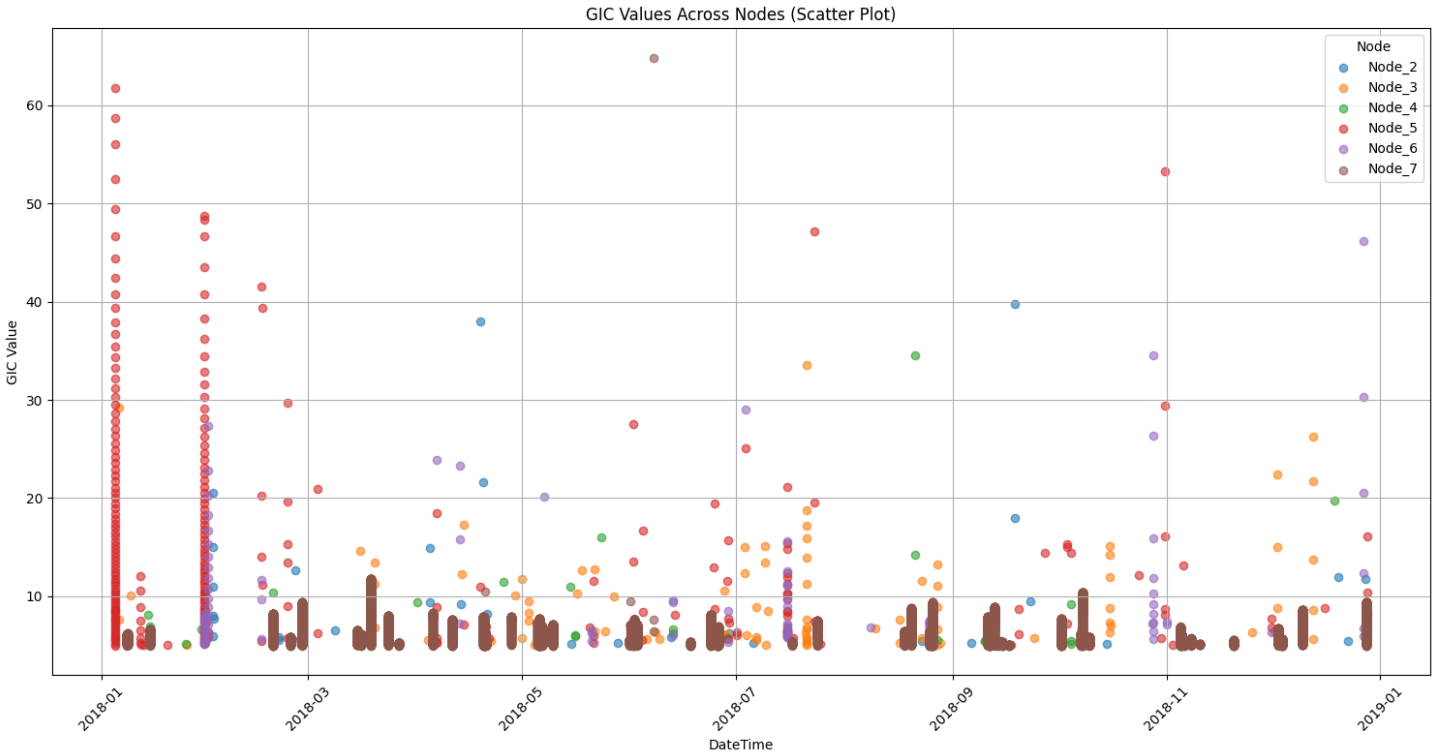 GIC Values Across Nodes (Scatter Plot)
Node
Node_2
Node_3
Node_4
Node_5
Node_6
Node_7
GIC Value
60
50
40
30
20
10
2018-01
2018-03
2018-05
2018-07
2018-09
2018-11
2019-01
DateTime